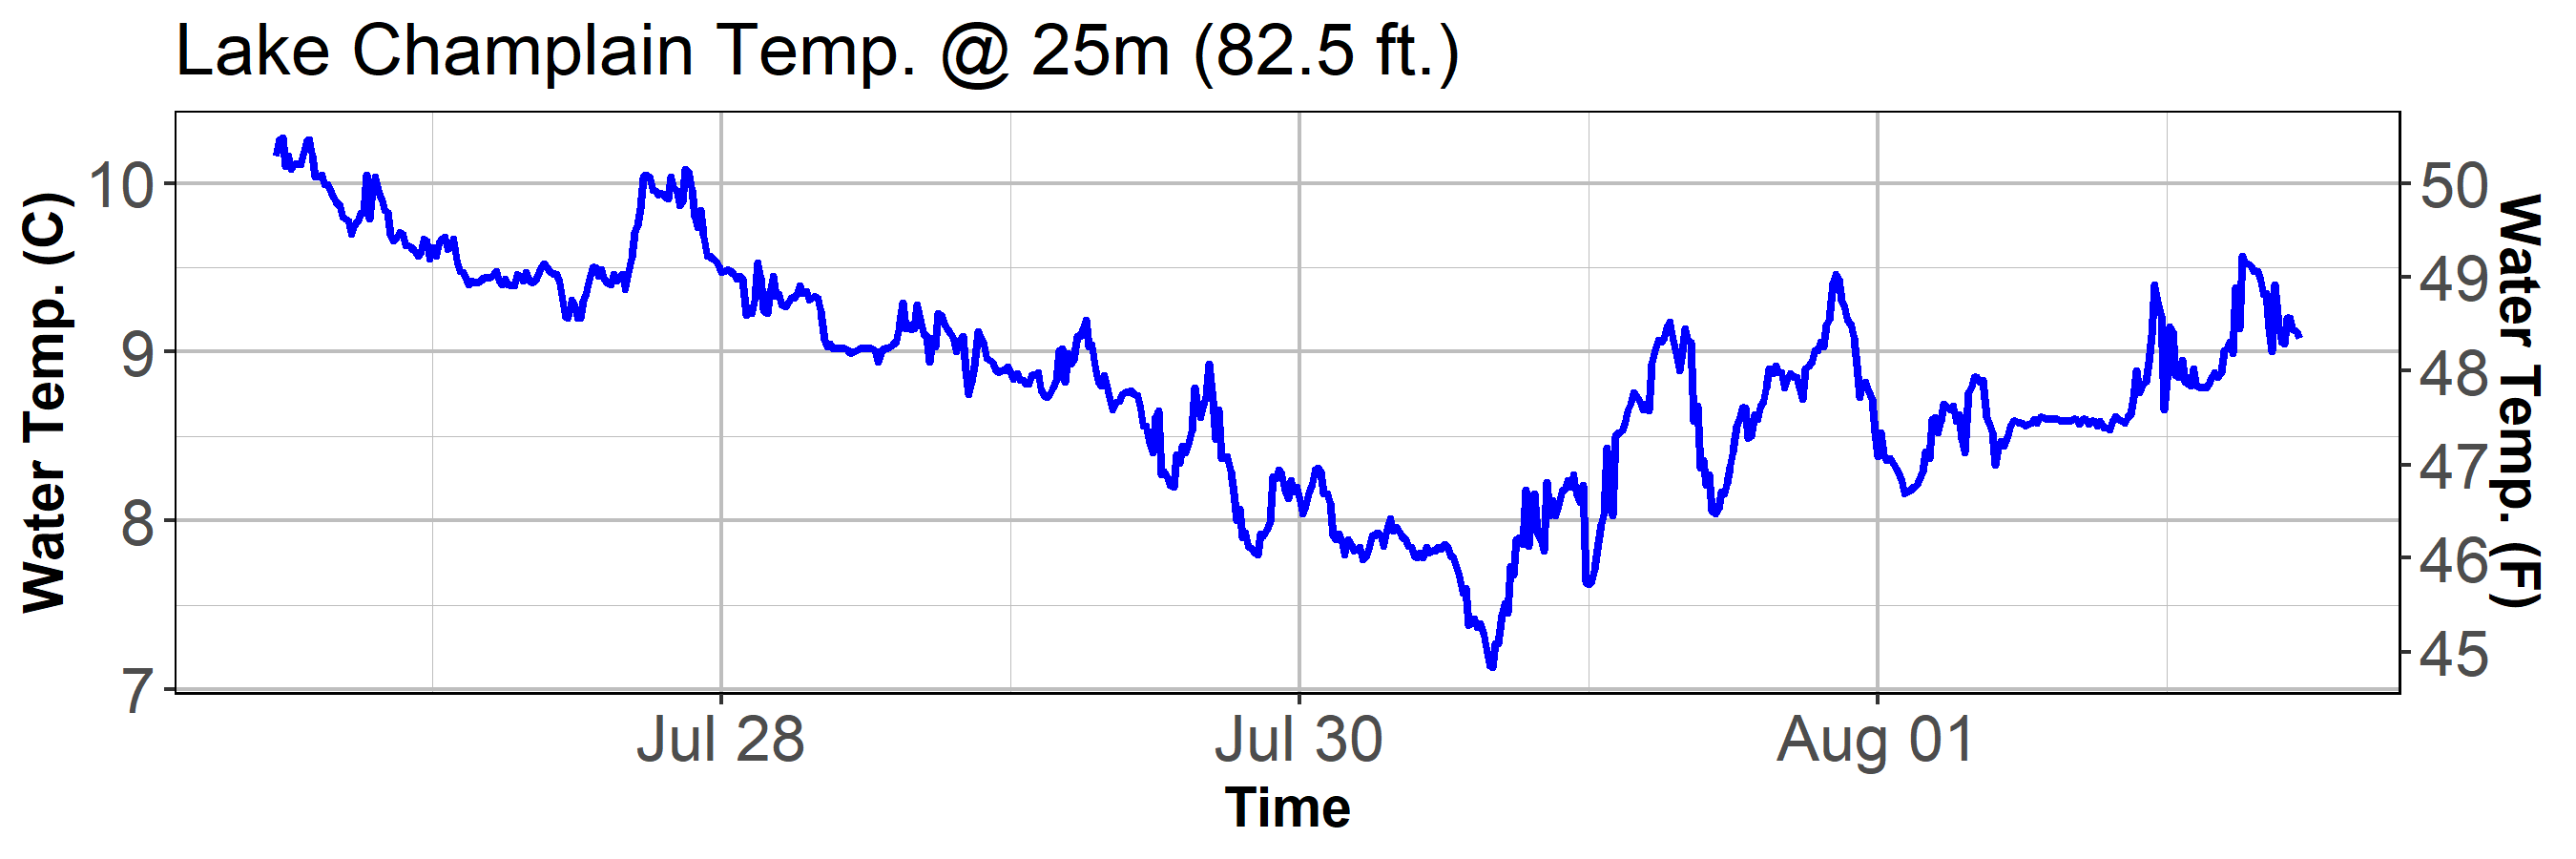 Lake Champlain Temp. @ 25m (82.5 ft.)
Water Temp. (C)
10
9
8
7
50
49
48
47
46
45
Water Temp. (F)
Jul 28
Jul 30
Aug 01
Time